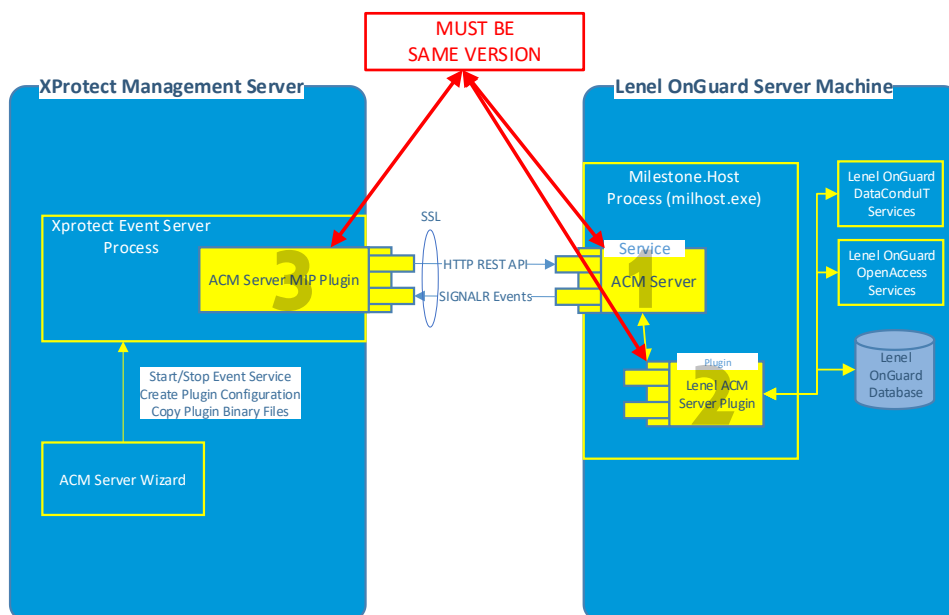 MUST BE
SAME VERSION
XProtect Management Server
Lenel OnGuard Server Machine
Milestone.Host
Process (milhost.exe)
Lenel OnGuard
DataConduIT
Services
Xprotect Event Server
Process
SSL
Service
Lenel OnGuard
OpenAccess
Services
3
ACM Server MIP Plugin
HTTP REST API
1
ACM Server
SIGNALR Events
Plugin
2
Lenel ACM
Server Plugin
Lenel
OnGuard
Database
Start/Stop Event Service
Create Plugin Configuration
Copy Plugin Binary Files
ACM Server Wizard